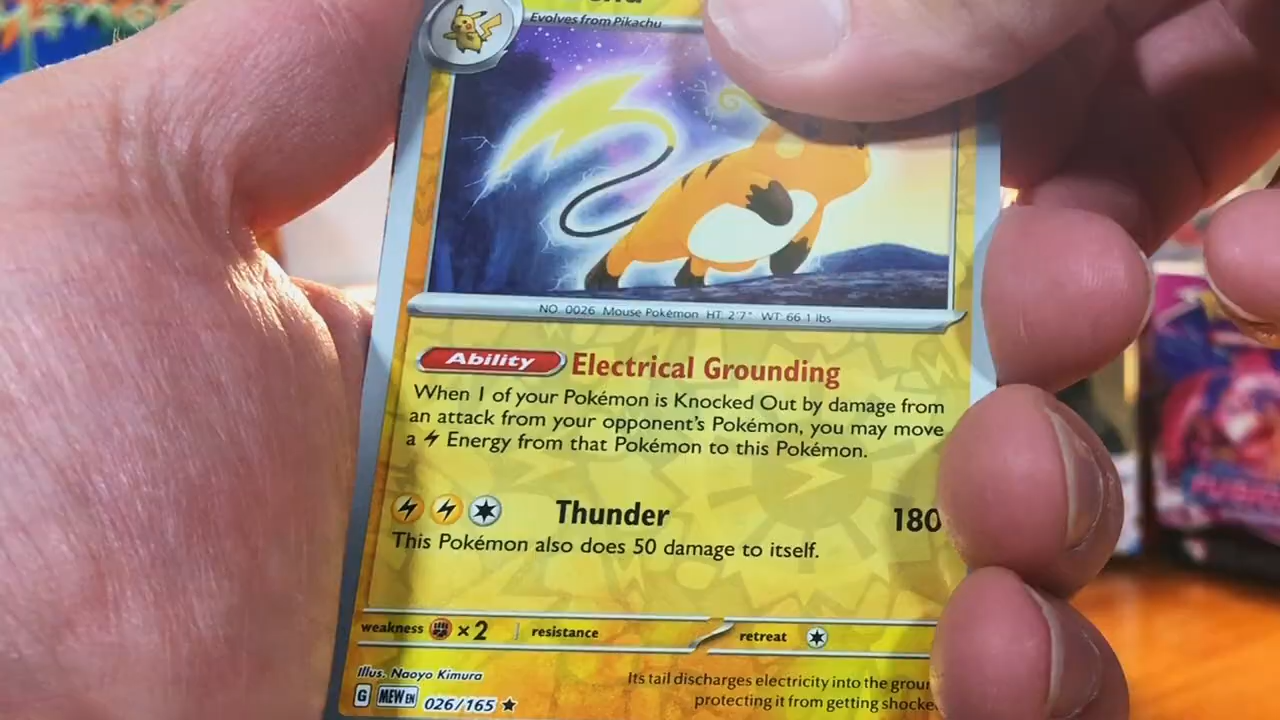 Evolves from Pikachu
NO. 0026 Mouse Pokémon HT: 2'7" WT: 66.1 lbs
Ability Electrical Grounding
When 1 of your Pokémon is Knocked Out by damage from
an attack from your opponent's Pokémon, you may move
a Energy from that Pokémon to this Pokémon.
Thunder 180
This Pokémon also does 50 damage to itself.
weakness ×2 resistance retreat
Illus. Naoyo Kimura
G MEW EN 026/165
Its tail discharges electricity into the
protecting it from getting